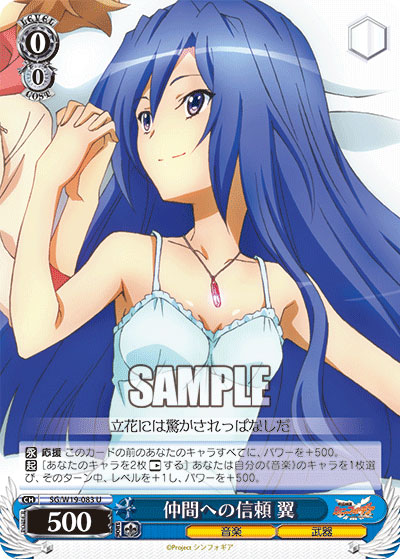 LEVEL
0
0
COST
SAMPLE
立花には驚かされっぱなしだ
永 応援 このカードの前のあなたのキャラすべてに、パワーを+500。
起 [あなたのキャラを2枚 する] あなたは自分の《音楽》のキャラを1枚選
び、そのターン中、レベルを+1し、パワーを+500。
CH SG/W19-083 U
500
仲間への信頼 翼
音楽 武器
©Project シンフォギア